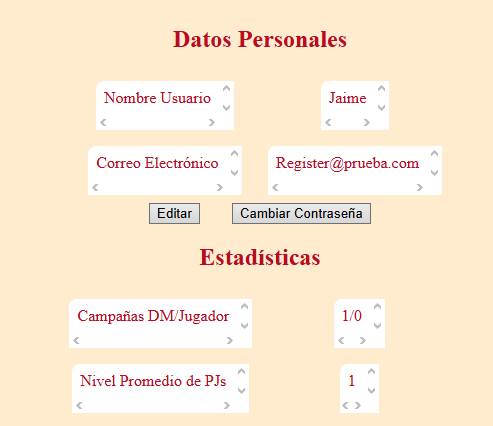 Datos Personales
Nombre Usuario Jaime
Correo Electrónico Register@prueba.com
Editar Cambiar Contraseña
Estadísticas
Campañas DM/Jugador 1/0
Nivel Promedio de PJs 1